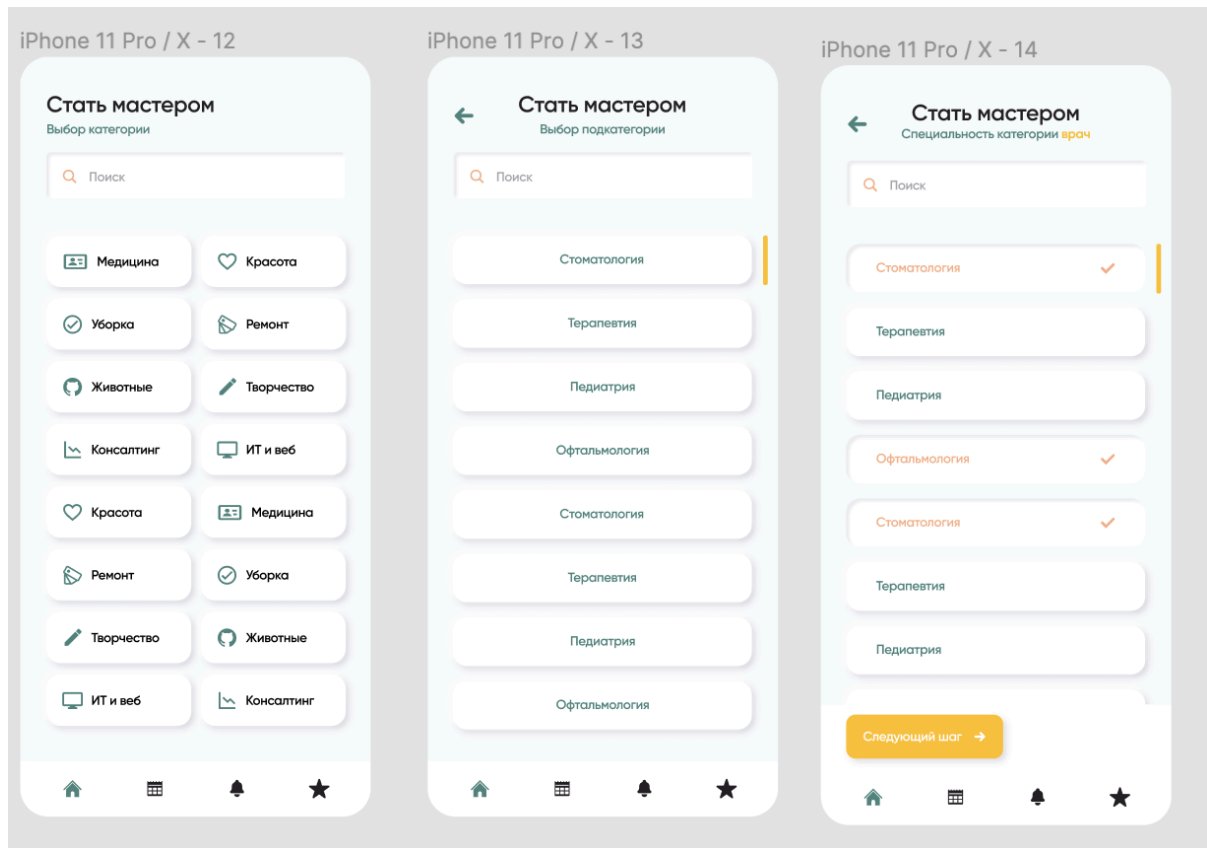 iPhone 11 Pro / X - 12
Стать мастером
Выбор категории
Поиск
Медицина
Красота
Уборка
Ремонт
Животные
Творчество
Консалтинг
ИТ и веб
Красота
Медицина
Ремонт
Уборка
Творчество
Животные
ИТ и веб
Консалтинг
iPhone 11 Pro / X - 13
Стать мастером
Выбор подкатегории
Поиск
Стоматология
Терапевтия
Педиатрия
Офтальмология
Стоматология
Терапевтия
Педиатрия
Офтальмология
iPhone 11 Pro / X - 14
Стать мастером
Специальность категории врач
Поиск
Стоматология
Терапевтия
Педиатрия
Офтальмология
Стоматология
Терапевтия
Педиатрия
Следующий шаг